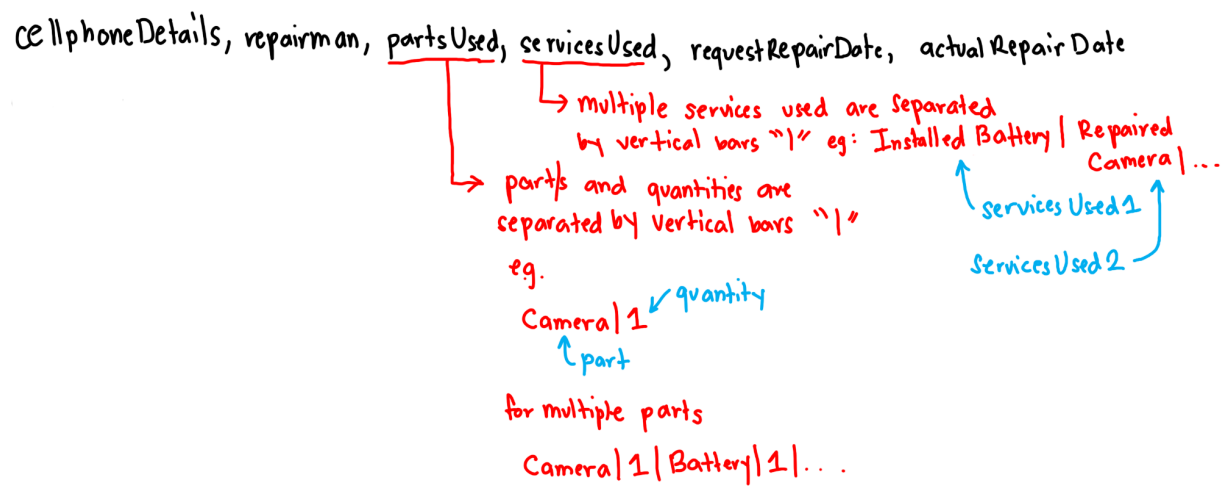 cellphoneDetails, repairman, partsUsed, servicesUsed, requestRepairDate, actualRepairDate
multiple services used are separated
by vertical bars "|" eg: Installed Battery| Repaired
Camera|...
servicesUsed1
servicesUsed2
part/s and quantities are
separated by vertical bars "|"
e.g.
quantity
Camera|1
part
for multiple parts
Camera|1|Battery|1|...